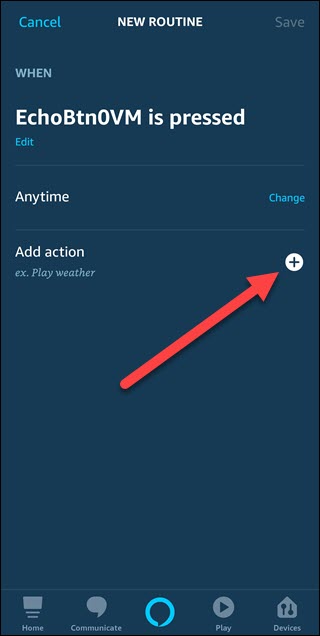 Cancel NEW ROUTINE Save
WHEN
EchoBtn0VM is pressed
Edit
Anytime Change
Add action
ex. Play weather
Home Communicate Play Devices